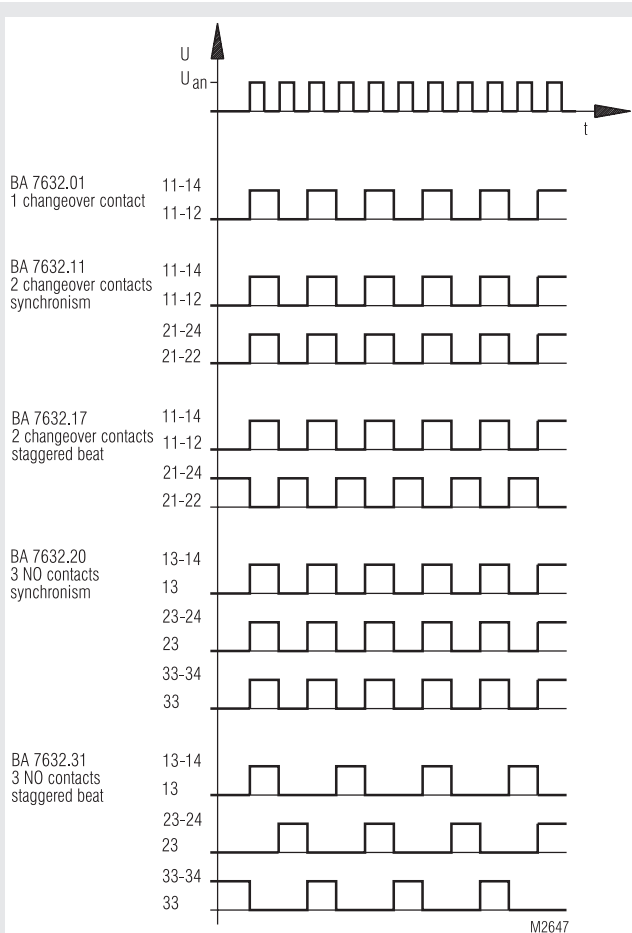 U
U an
t
BA 7632.01
1 changeover contact
11-14
11-12
BA 7632.11
2 changeover contacts
synchronism
11-14
11-12
21-24
21-22
BA 7632.17
2 changeover contacts
staggered beat
11-14
11-12
21-24
21-22
BA 7632.20
3 NO contacts
synchronism
13-14
13
23-24
23
33-34
33
BA 7632.31
3 NO contacts
staggered beat
13-14
13
23-24
23
33-34
33
M2647